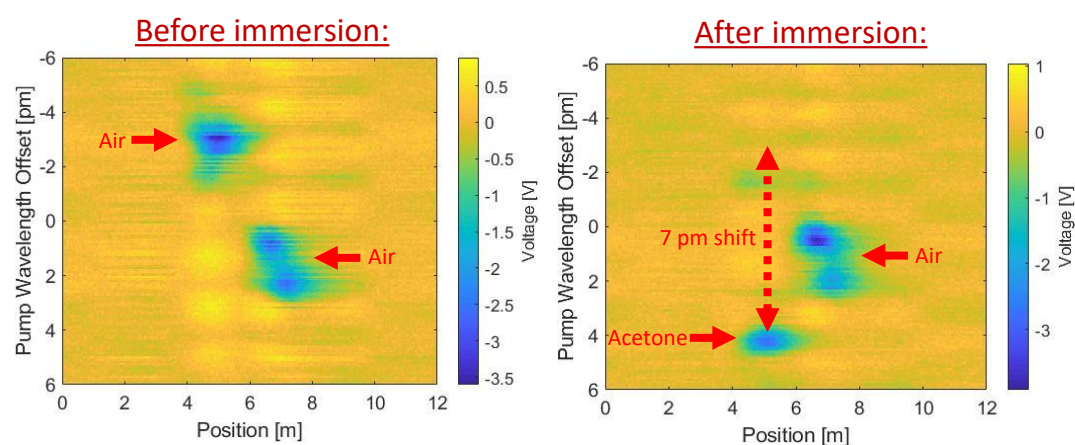 Before immersion:
Pump Wavelength Offset [pm]
-6
-4
-2
0
2
4
6
Air
Air
0 2 4 6 8 10 12
Position [m]
0.5
0
-0.5
-1
-1.5
-2
-2.5
-3
-3.5
Voltage [V]
After immersion:
Pump Wavelength Offset [pm]
-6
-4
-2
0
2
4
6
7 pm shift
Air
Acetone
0 2 4 6 8 10 12
Position [m]
1
0
-1
-2
-3
Voltage [V]